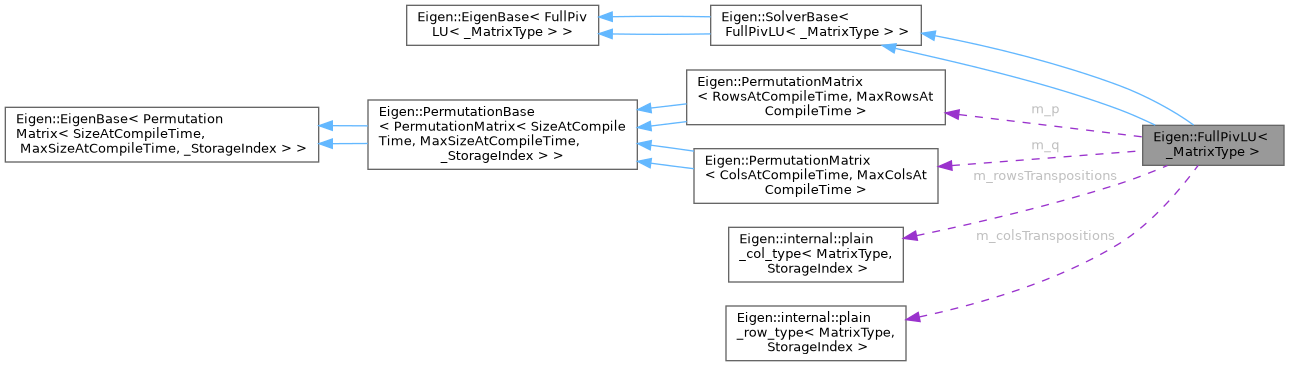 Eigen::EigenBase< FullPiv
LU< _MatrixType > >
Eigen::SolverBase<
FullPivLU< _MatrixType > >
Eigen::EigenBase< Permutation
Matrix< SizeAtCompileTime,
MaxSizeAtCompileTime, _StorageIndex > >
Eigen::PermutationBase
< PermutationMatrix< SizeAtCompile
Time, MaxSizeAtCompileTime,
_StorageIndex > >
Eigen::PermutationMatrix
< RowsAtCompileTime, MaxRowsAt
CompileTime >
Eigen::PermutationMatrix
< ColsAtCompileTime, MaxColsAt
CompileTime >
Eigen::internal::plain
_col_type< MatrixType,
StorageIndex >
Eigen::internal::plain
_row_type< MatrixType,
StorageIndex >
m_p
m_q
m_rowsTranspositions
m_colsTranspositions
Eigen::FullPivLU<
_MatrixType >